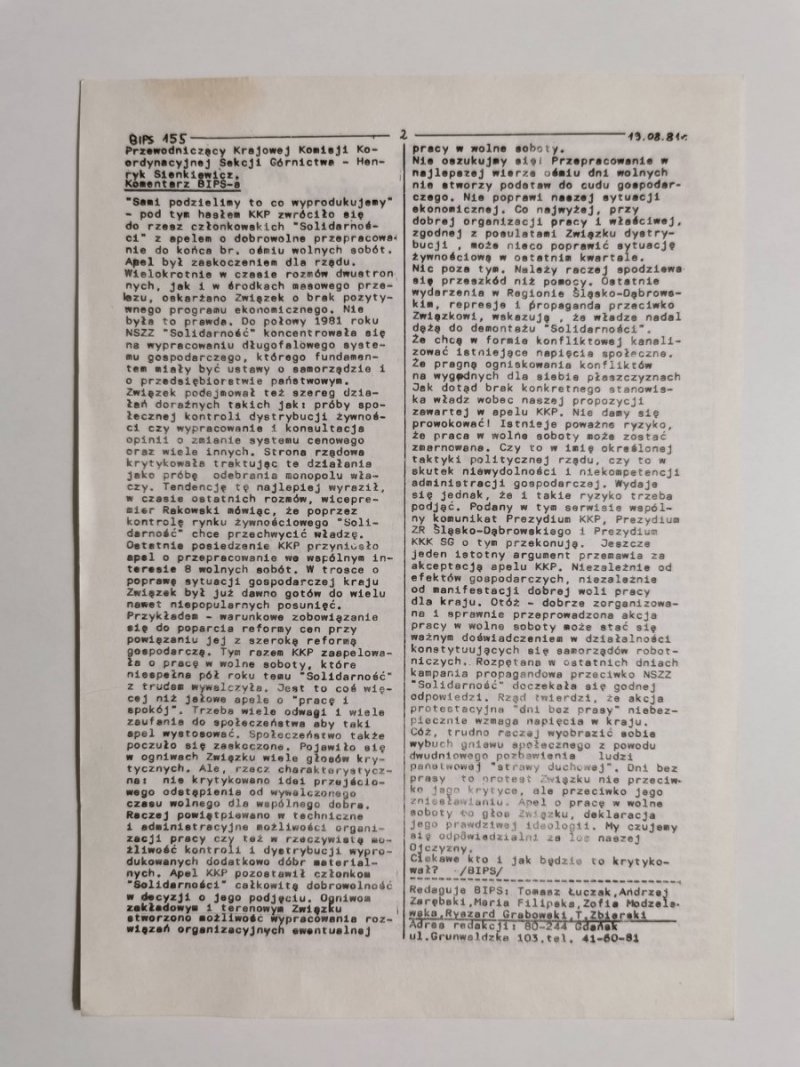 BIPS 155 2 19.08.81r
Przewodniczący Krajowej Komisji Ko-
ordynacyjnej Sekcji Górnictwa - Hen-
ryk Sienkiewicz.
Komentarz BIPS-a
"Sami podzielimy to co wyprodukujemy"
- pod tym hasłem KKP zwróciło się
do rzesz członkowskich "Solidarnoś-
ci" z apelem o dobrowolne przepracowa-
nie do końca br. ośmiu wolnych sobót.
Apel był zaskoczeniem dla rządu.
Wielokrotnie w czasie rozmów dwustron
nych, jak i w środkach masowego prze-
kazu, oskarżano Związek o brak pozyty-
wnego programu ekonomicznego. Nie
była to prawda. Do połowy 1981 roku
NSZZ "Solidarność" koncentrowała się
na wypracowaniu długofalowego syste-
mu gospodarczego, którego fundamen-
tem miały być ustawy o samorządzie i
o przedsiębiorstwie państwowym.
Związek podejmował też szereg dzia-
łań doraźnych takich jak: próby spo-
łecznej kontroli dystrybucji żywnoś-
ci czy wypracowanie i konsultacja
opinii o zmianie systemu cenowego
oraz wiele innych. Strona rządowa
krytykowała traktując te działania
jako próbę odebrania monopolu wła-
czy. Tendencję tę najlepiej wyraził,
w czasie ostatnich rozmów, wicepre-
mier Rakowski mówiąc, że poprzez
kontrolę rynku żywnościowego "Soli-
darność" chce przechwycić władzę.
Ostatnie posiedzenie KKP przyniosło
apel o przepracowanie we wspólnym in-
teresie 8 wolnych sobót. W trosce o
poprawę sytuacji gospodarczej kraju
Związek był już dawno gotów do wielu
nawet niepopularnych posunięć.
Przykładem - warunkowe zobowiązanie
się do poparcia reformy cen przy
powiązaniu jej z szeroką reformą
gospodarczą. Tym razem KKP zaapelowa-
ła o pracę w wolne soboty, które
niespełna pół roku temu "Solidarność"
z trudem wywalczyła. Jest to coś wię-
cej niż jałowe apele o "pracę i
spokój". Trzeba wiele odwagi i wiele
zaufania do społeczeństwa aby taki
apel wystosować. Społeczeństwo także
poczuło się zaskoczone. Pojawiło się
w ogniwach Związku wiele głosów kry-
tycznych. Ale, rzecz charakterystycz-
na: nie krytykowano idei przejścio-
wego odstąpienia od wywalczonego
czasu wolnego dla wspólnego dobra.
Raczej powiątpiewano w techniczne
i administracyjne możliwości organi-
zacji pracy czy też w rzeczywistą mo-
żliwość kontroli i dystrybucji wypro-
dukowanych dodatkowo dóbr material-
nych. Apel KKP pozostawił członkom
"Solidarności" całkowitą dobrowolność
w decyzji o jego podjęciu. Ogniwom
zakładowym i terenowym Związku
stworzono możliwość wypracowania roz-
wiązań organizacyjnych ewentualnej
pracy w wolne soboty.
Nie oszukujmy się! Przepracowanie w
najlepszej wierze ośmiu dni wolnych
nie stworzy podstaw do cudu gospodar-
czego. Nie poprawi naszej sytuacji
ekonomicznej. Co najwyżej, przy
dobrej organizacji pracy i właściwej,
zgodnej z posulatami Związku dystry-
bucji , może nieco poprawić sytuację
żywnościową w ostatnim kwartale.
Nic poza tym. Należy raczej spodziewa
się przeszkód niż pomocy. Ostatnie
wydarzenia w Regionie Śląsko-Dąbrows-
kim, represje i propaganda przeciwko
Związkowi, wskazują , że władze nadal
dążą do demontażu "Solidarności".
Że chcą w formie konfliktowej kanali-
zować istniejące napięcia społeczne.
Że pragną ogniskowania konfliktów
na wygodnych dla siebie płaszczyznach
Jak dotąd brak konkretnego stanowis-
ka władz wobec naszej propozycji
zawartej w apelu KKP. Nie damy się
prowokować! Istnieje poważne ryzyko,
że praca w wolne soboty może zostać
zmarnowana. Czy to w imię określonej
taktyki politycznej rządu, czy to w
skutek niewydolności i niekompetencji
administracji gospodarczej. Wydaje
się jednak, że i takie ryzyko trzeba
podjąć. Podany w tym serwisie wspól-
ny komunikat Prezydium KKP, Prezydium
ZR Śląsko-Dąbrowskiego i Prezydium
KKK SG o tym przekonują. Jeszcze
jeden istotny argument przemawia za
akceptacją apelu KKP. Niezależnie od
efektów gospodarczych, niezależnie
od manifestacji dobrej woli pracy
dla kraju. Otóż - dobrze zorganizowa-
na i sprawnie przeprowadzona akcja
pracy w wolne soboty może stać się
ważnym doświadczeniem w działalności
konstytuujących się samorządów robot-
niczych. Rozpętana w ostatnich dniach
kampania propagandowa przeciwko NSZZ
"Solidarność" doczekała się godnej
odpowiedzi. Rząd twierdzi, że akcja
protestacyjna "dni bez prasy" niebez-
piecznie wzmaga napięcia w kraju.
Cóż, trudno raczej wyobrazić sobie
wybuch gniewu społecznego z powodu
dwudniowego pozbawienia ludzi
państwowej "strawy duchowej". Dni bez
prasy to protest Związku nie przeciw-
ko jego krytyce, ale przeciwko jego
zniesławianiu. Apel o pracę w wolne
soboty to głos Związku, deklaracja
jego prawdziwej ideologii. My czujemy
się odpowiedzialni za los naszej
Ojczyzny.
Ciekawe kto i jak będzie to krytyko-
wał? /BIPS/
Redaguje BIPS: Tomasz Łuczak, Andrzej
Zarębski, Maria Filipska, Zofia Modzele-
wska, Ryszard Grabowski, T. Zbierski
Adres redakcji: 80-244 Gdańsk
ul. Grunwaldzka 103, tel. 41-60-81